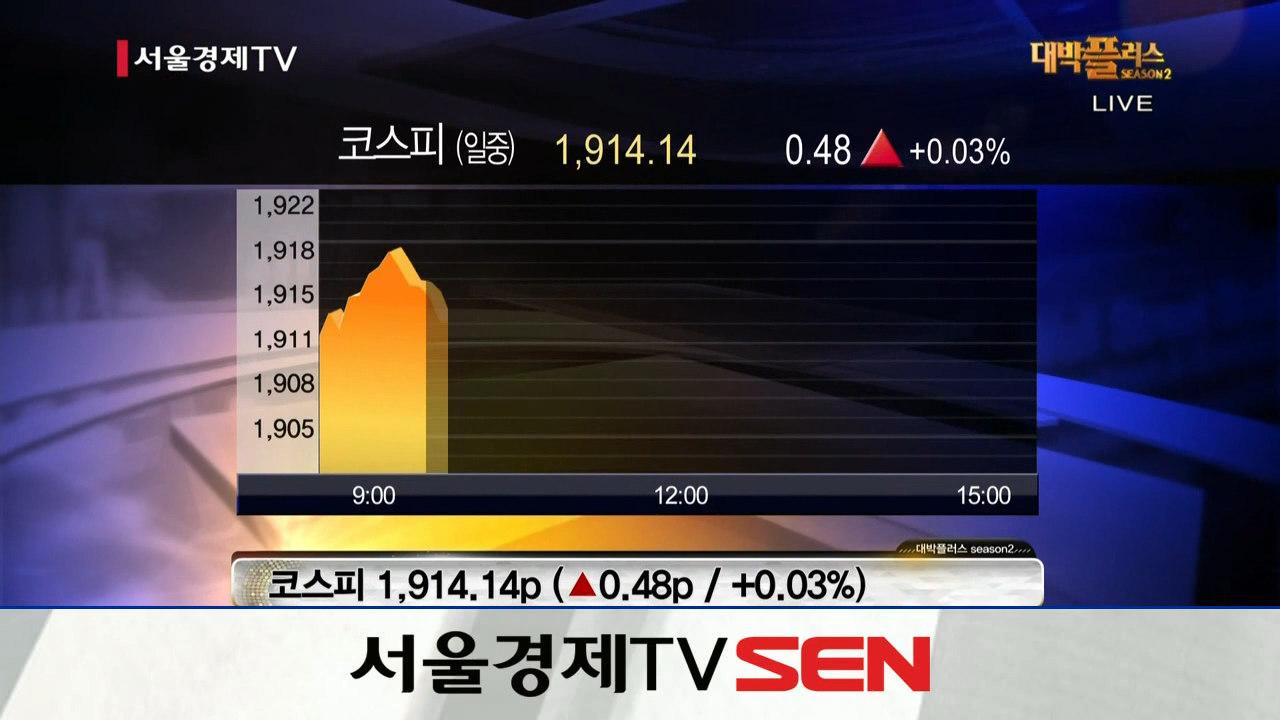 서울경제TV
대박플러스
SEASON2
LIVE
코스피 (일중) 1,914.14 0.48 ▲ +0.03%
1,922
1,918
1,915
1,911
1,908
1,905
9:00 12:00 15:00
대박플러스 season2
코스피 1,914.14p (▲0.48p / +0.03%)
서울경제TV SEN